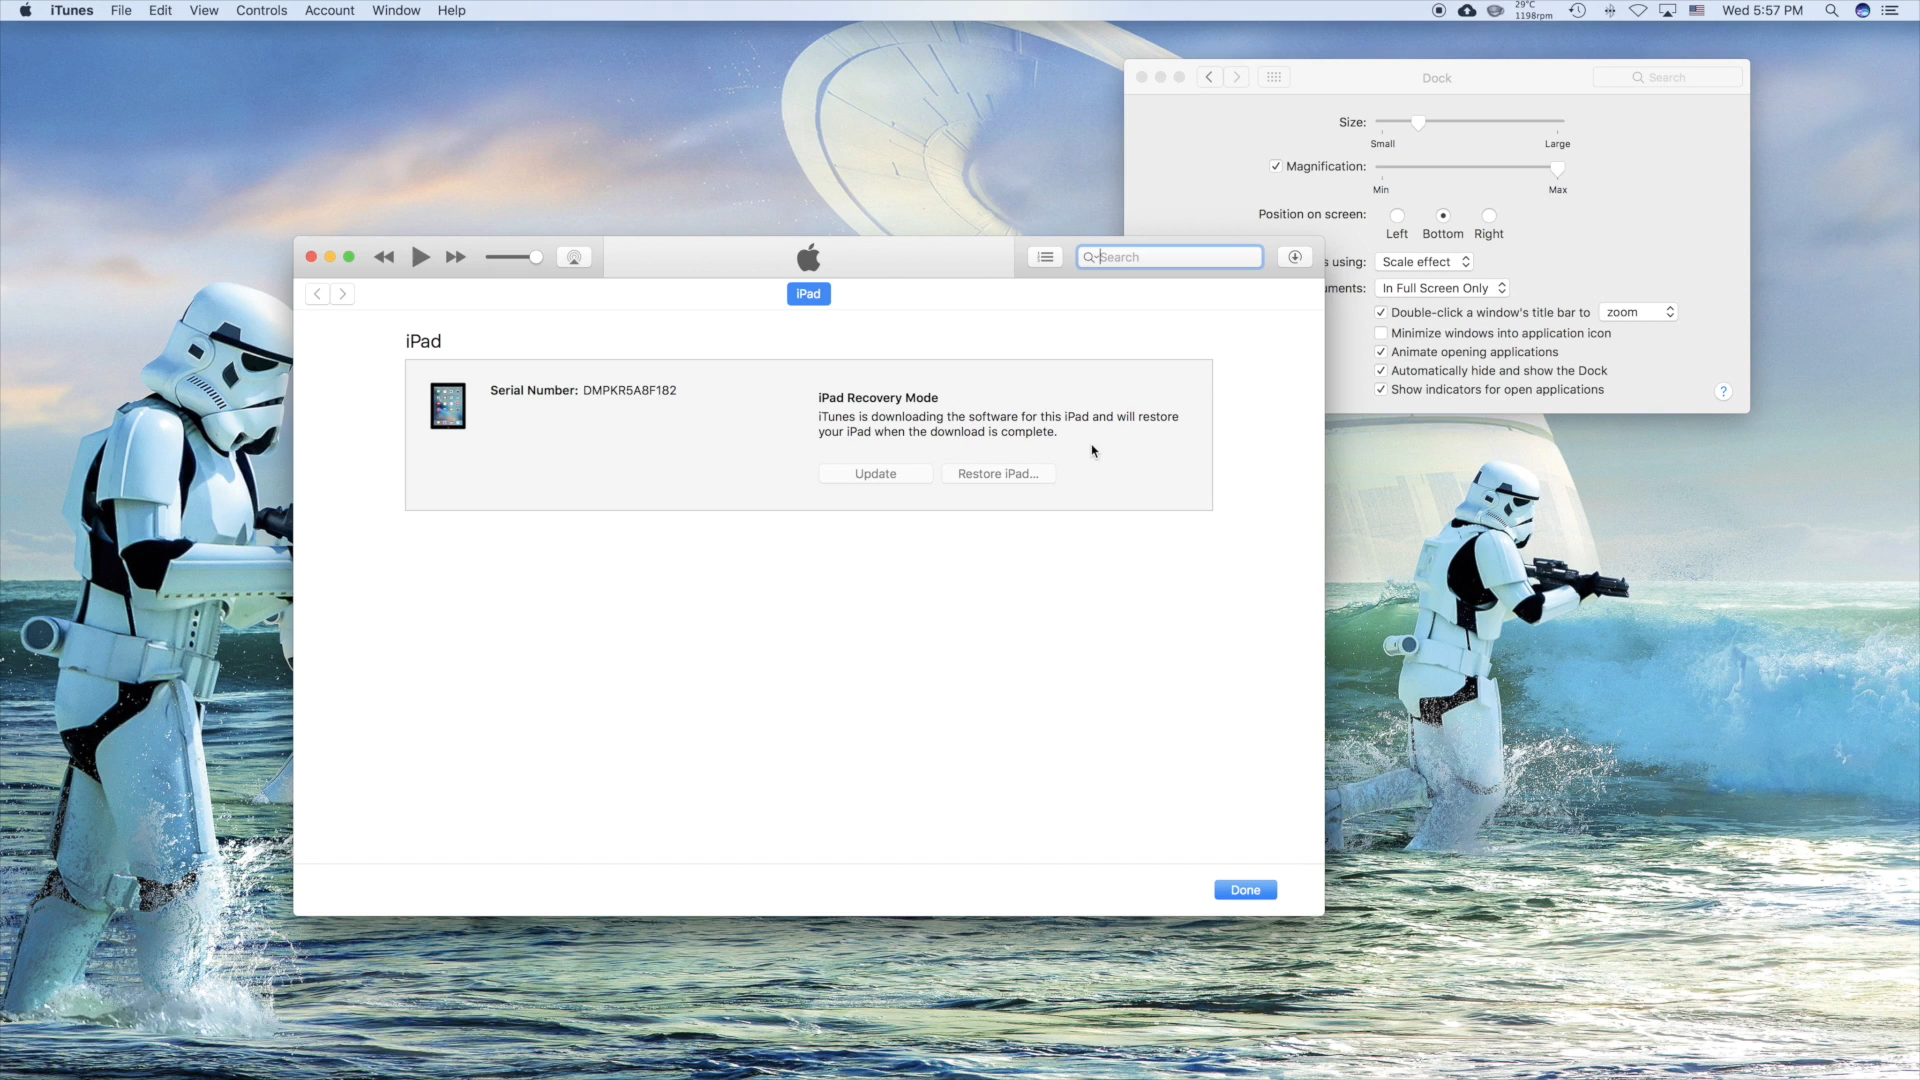 iTunes File Edit View Controls Account Window Help
29°C
1198rpm
Wed 5:57 PM
Dock
Search
Size:
Small Large
Magnification:
Min Max
Position on screen:
Left Bottom Right
s using: Scale effect
uments: In Full Screen Only
Double-click a window's title bar to zoom
Minimize windows into application icon
Animate opening applications
Automatically hide and show the Dock
Show indicators for open applications
?
Search
iPad
iPad
Serial Number: DMPKR5A8F182
iPad Recovery Mode
iTunes is downloading the software for this iPad and will restore
your iPad when the download is complete.
Update Restore iPad...
Done